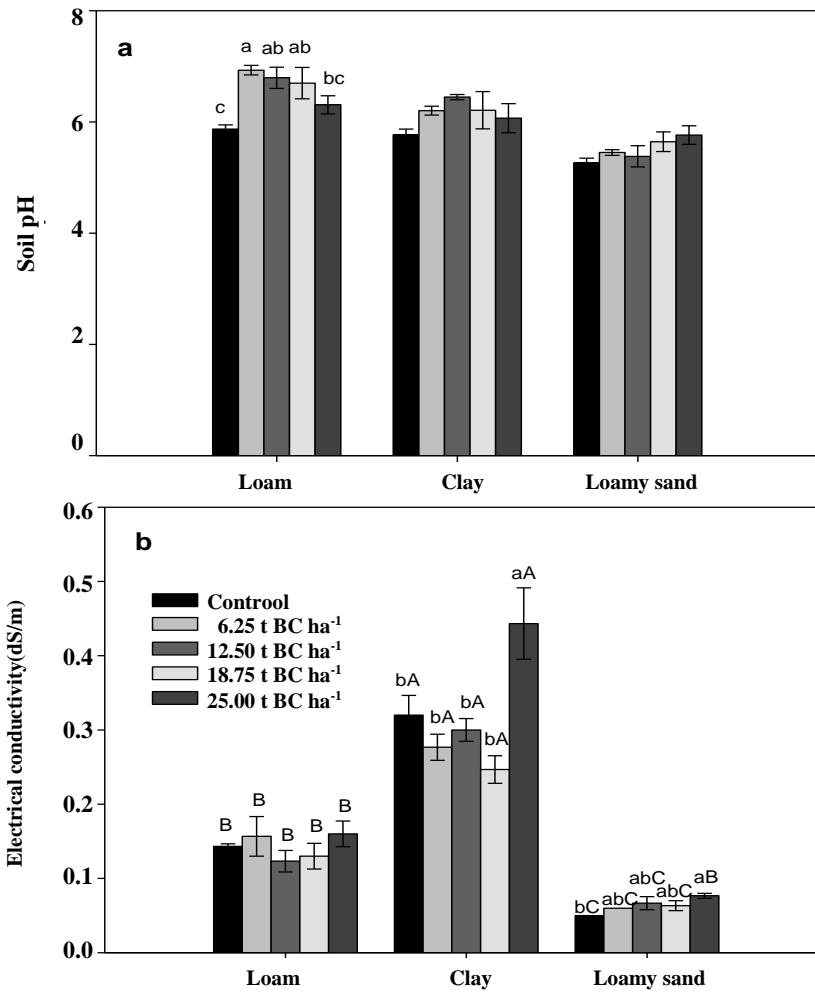 8
a
a
ab
ab
bc
c
6
4
2
0
Soil pH
Loam
Clay
Loamy sand
0.6
b
0.5
0.4
0.3
0.2
0.1
0.0
Electrical conductivity(dS/m)
Controol
6.25 t BC ha⁻¹
12.50 t BC ha⁻¹
18.75 t BC ha⁻¹
25.00 t BC ha⁻¹
B
B
B
B
B
bA
bA
bA
bA
aA
bC
abC
abC
abC
aB
Loam
Clay
Loamy sand